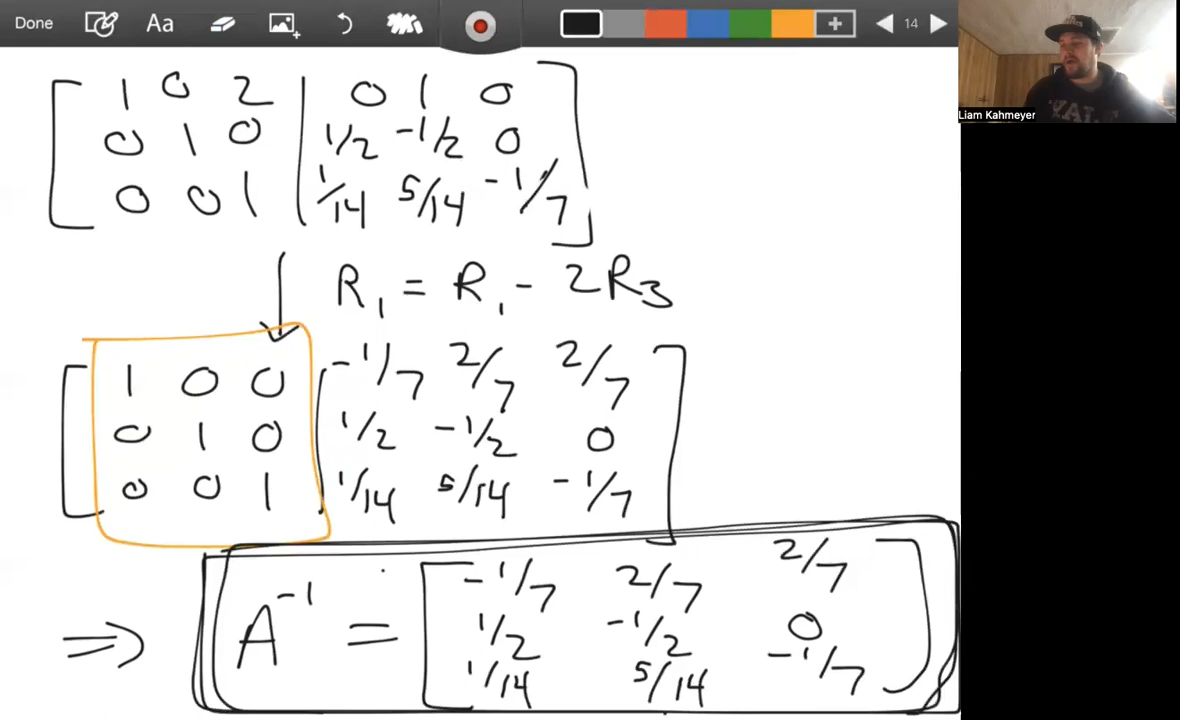 Done Aa 14
Liam Kahmeyer
YALE
1 0 2 | 0 1 0
0 1 0 | 1/2 -1/2 0
0 0 1 | 1/14 5/14 -1/7
R1 = R1 - 2R3
1 0 0 | -1/7 2/7 2/7
0 1 0 | 1/2 -1/2 0
0 0 1 | 1/14 5/14 -1/7
⇒ A^-1 = [ -1/7 2/7 2/7
1/2 -1/2 0
1/14 5/14 -1/7 ]